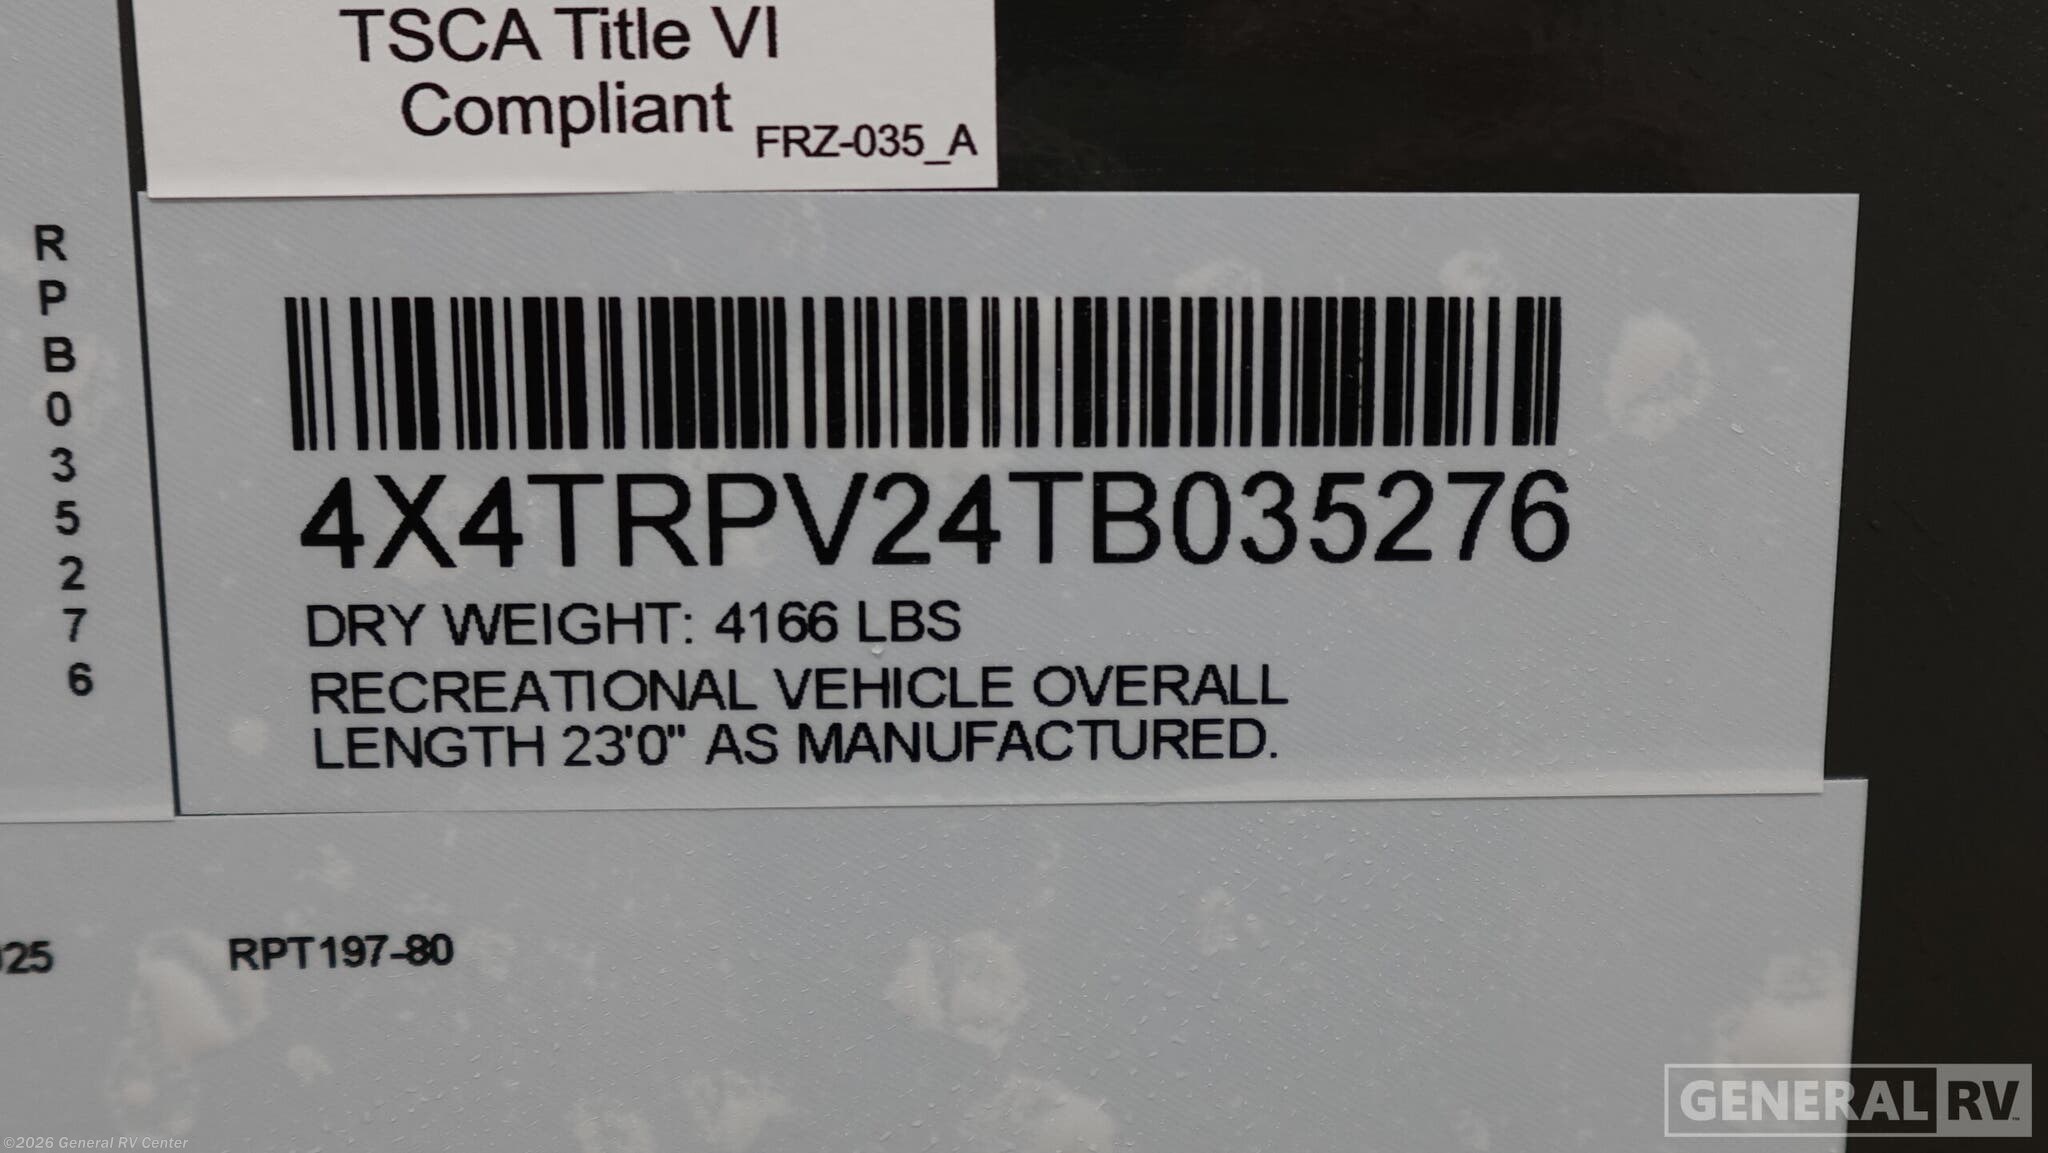 TSCA Title VI
Compliant
FRZ-035_A
R
P
B
0
3
5
2
7
6
4X4TRPV24TB035276
DRY WEIGHT: 4166 LBS
RECREATIONAL VEHICLE OVERALL
LENGTH 23'0" AS MANUFACTURED.
25
RPT197-80
GENERAL RV
©2026 General RV Center